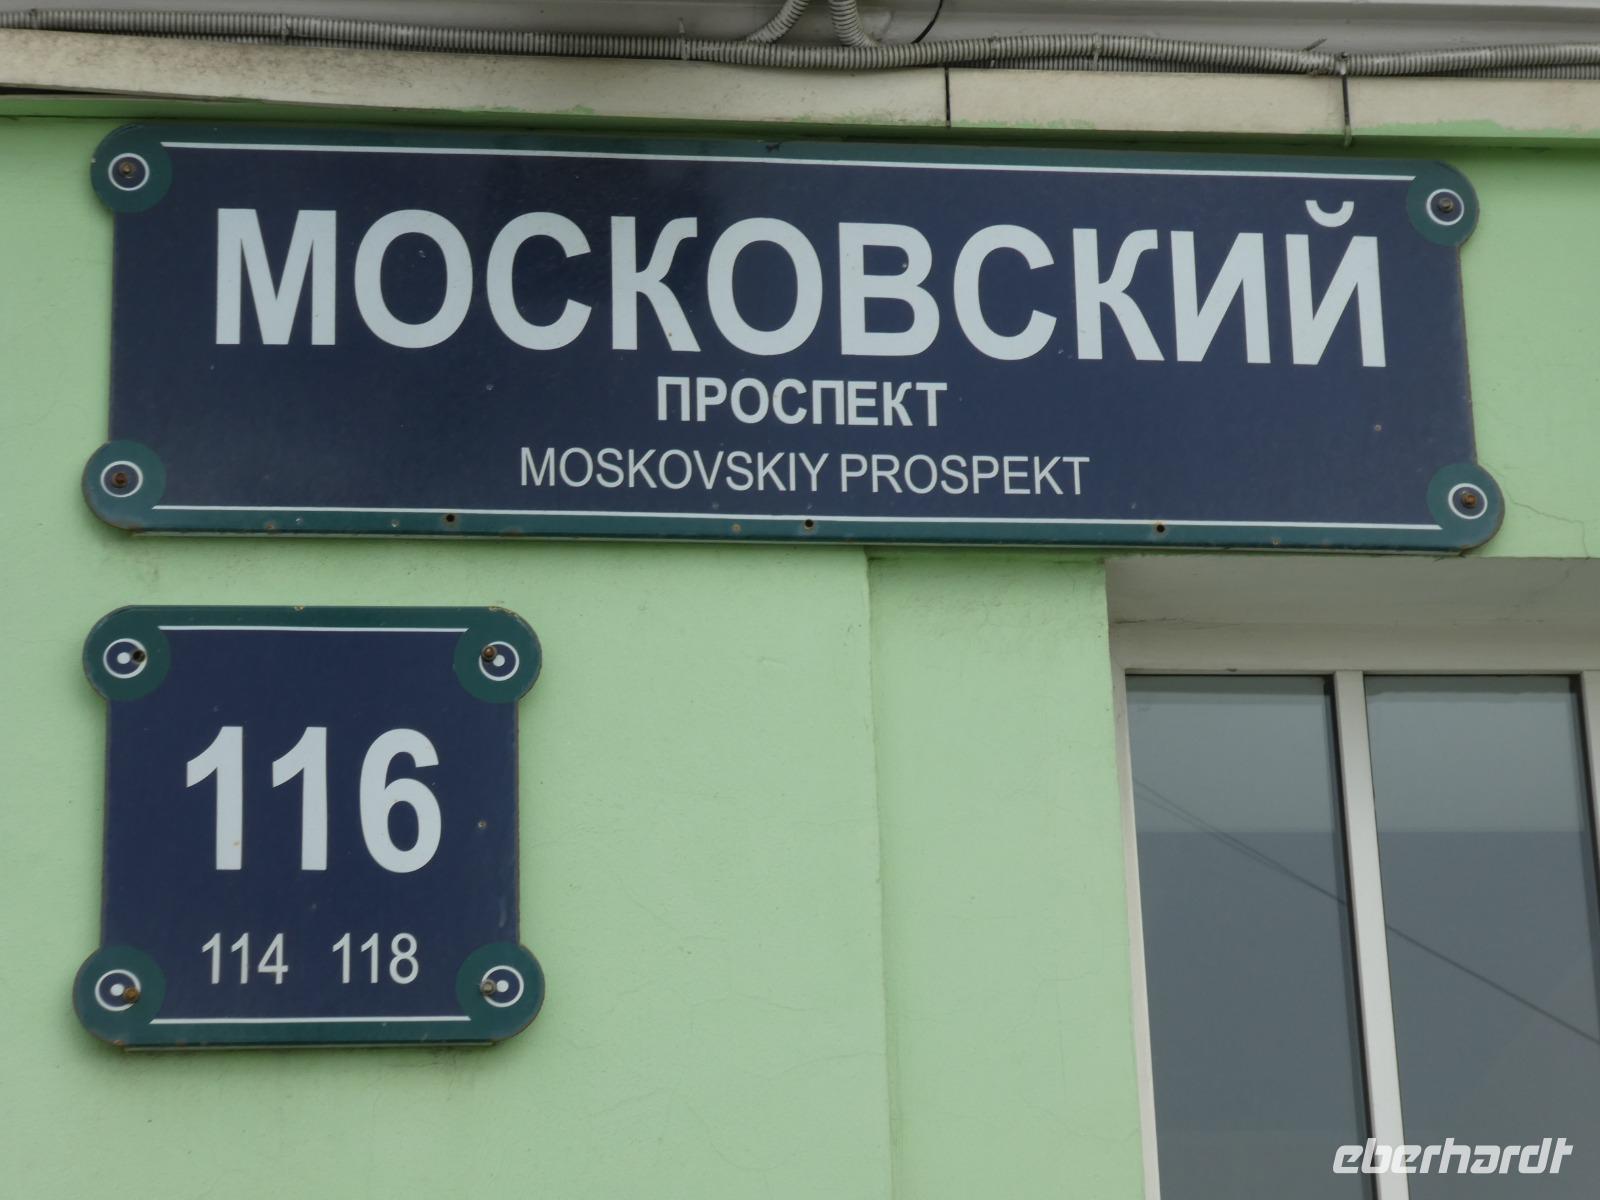 МОСКОВСКИЙ
ПРОСПЕКТ
MOSKOVSKIY PROSPEKT
116
114 118
eberhardt